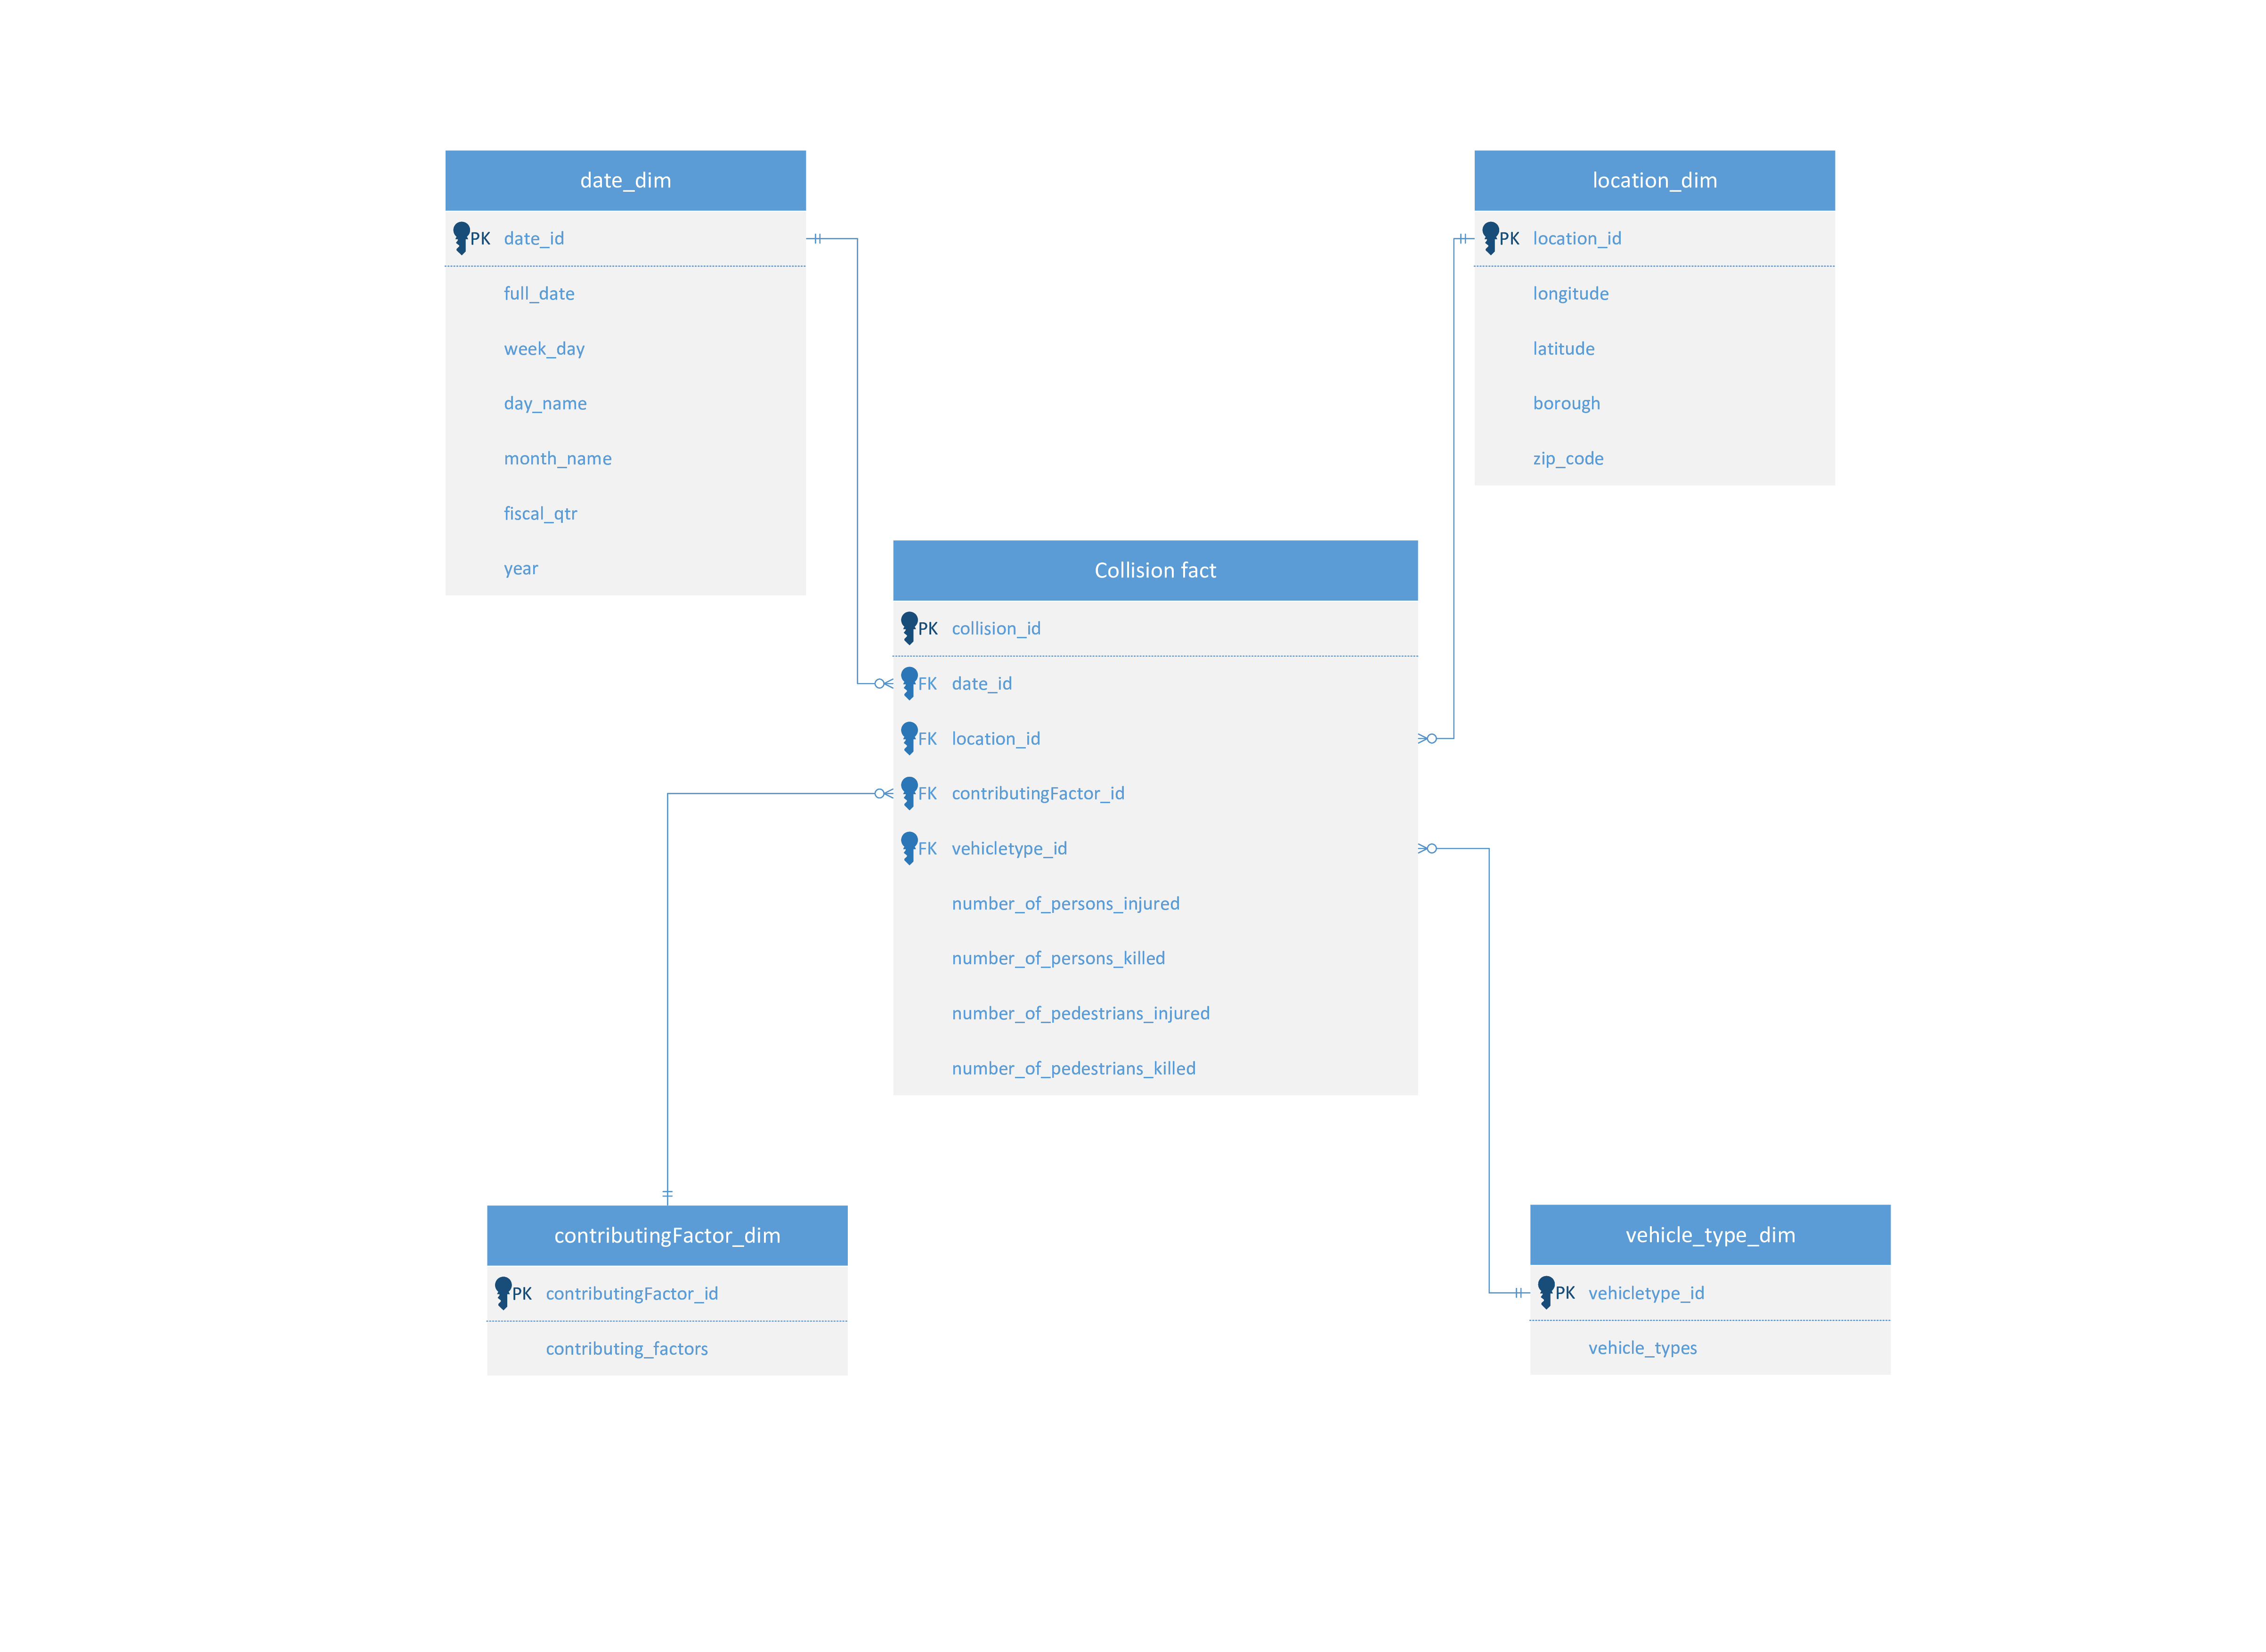 date_dim
PK date_id
full_date
week_day
day_name
month_name
fiscal_qtr
year
location_dim
PK location_id
longitude
latitude
borough
zip_code
Collision fact
PK collision_id
FK date_id
FK location_id
FK contributingFactor_id
FK vehicletype_id
number_of_persons_injured
number_of_persons_killed
number_of_pedestrians_injured
number_of_pedestrians_killed
contributingFactor_dim
PK contributingFactor_id
contributing_factors
vehicle_type_dim
PK vehicletype_id
vehicle_types